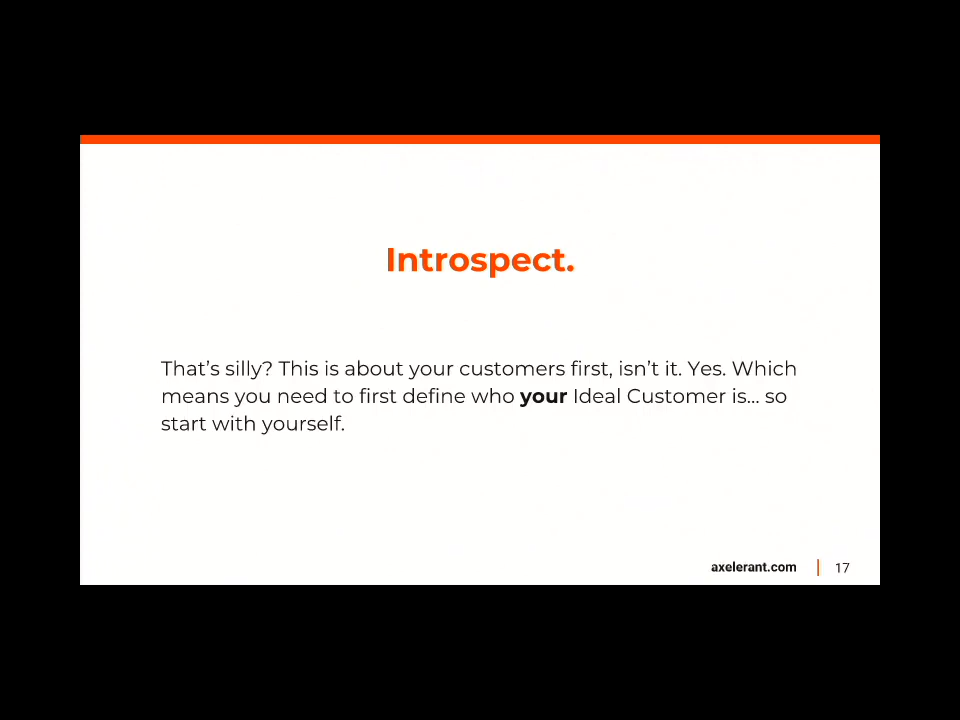 Introspect.
That’s silly? This is about your customers first, isn’t it. Yes. Which
means you need to first define who your Ideal Customer is... so
start with yourself.
axelerant.com | 17